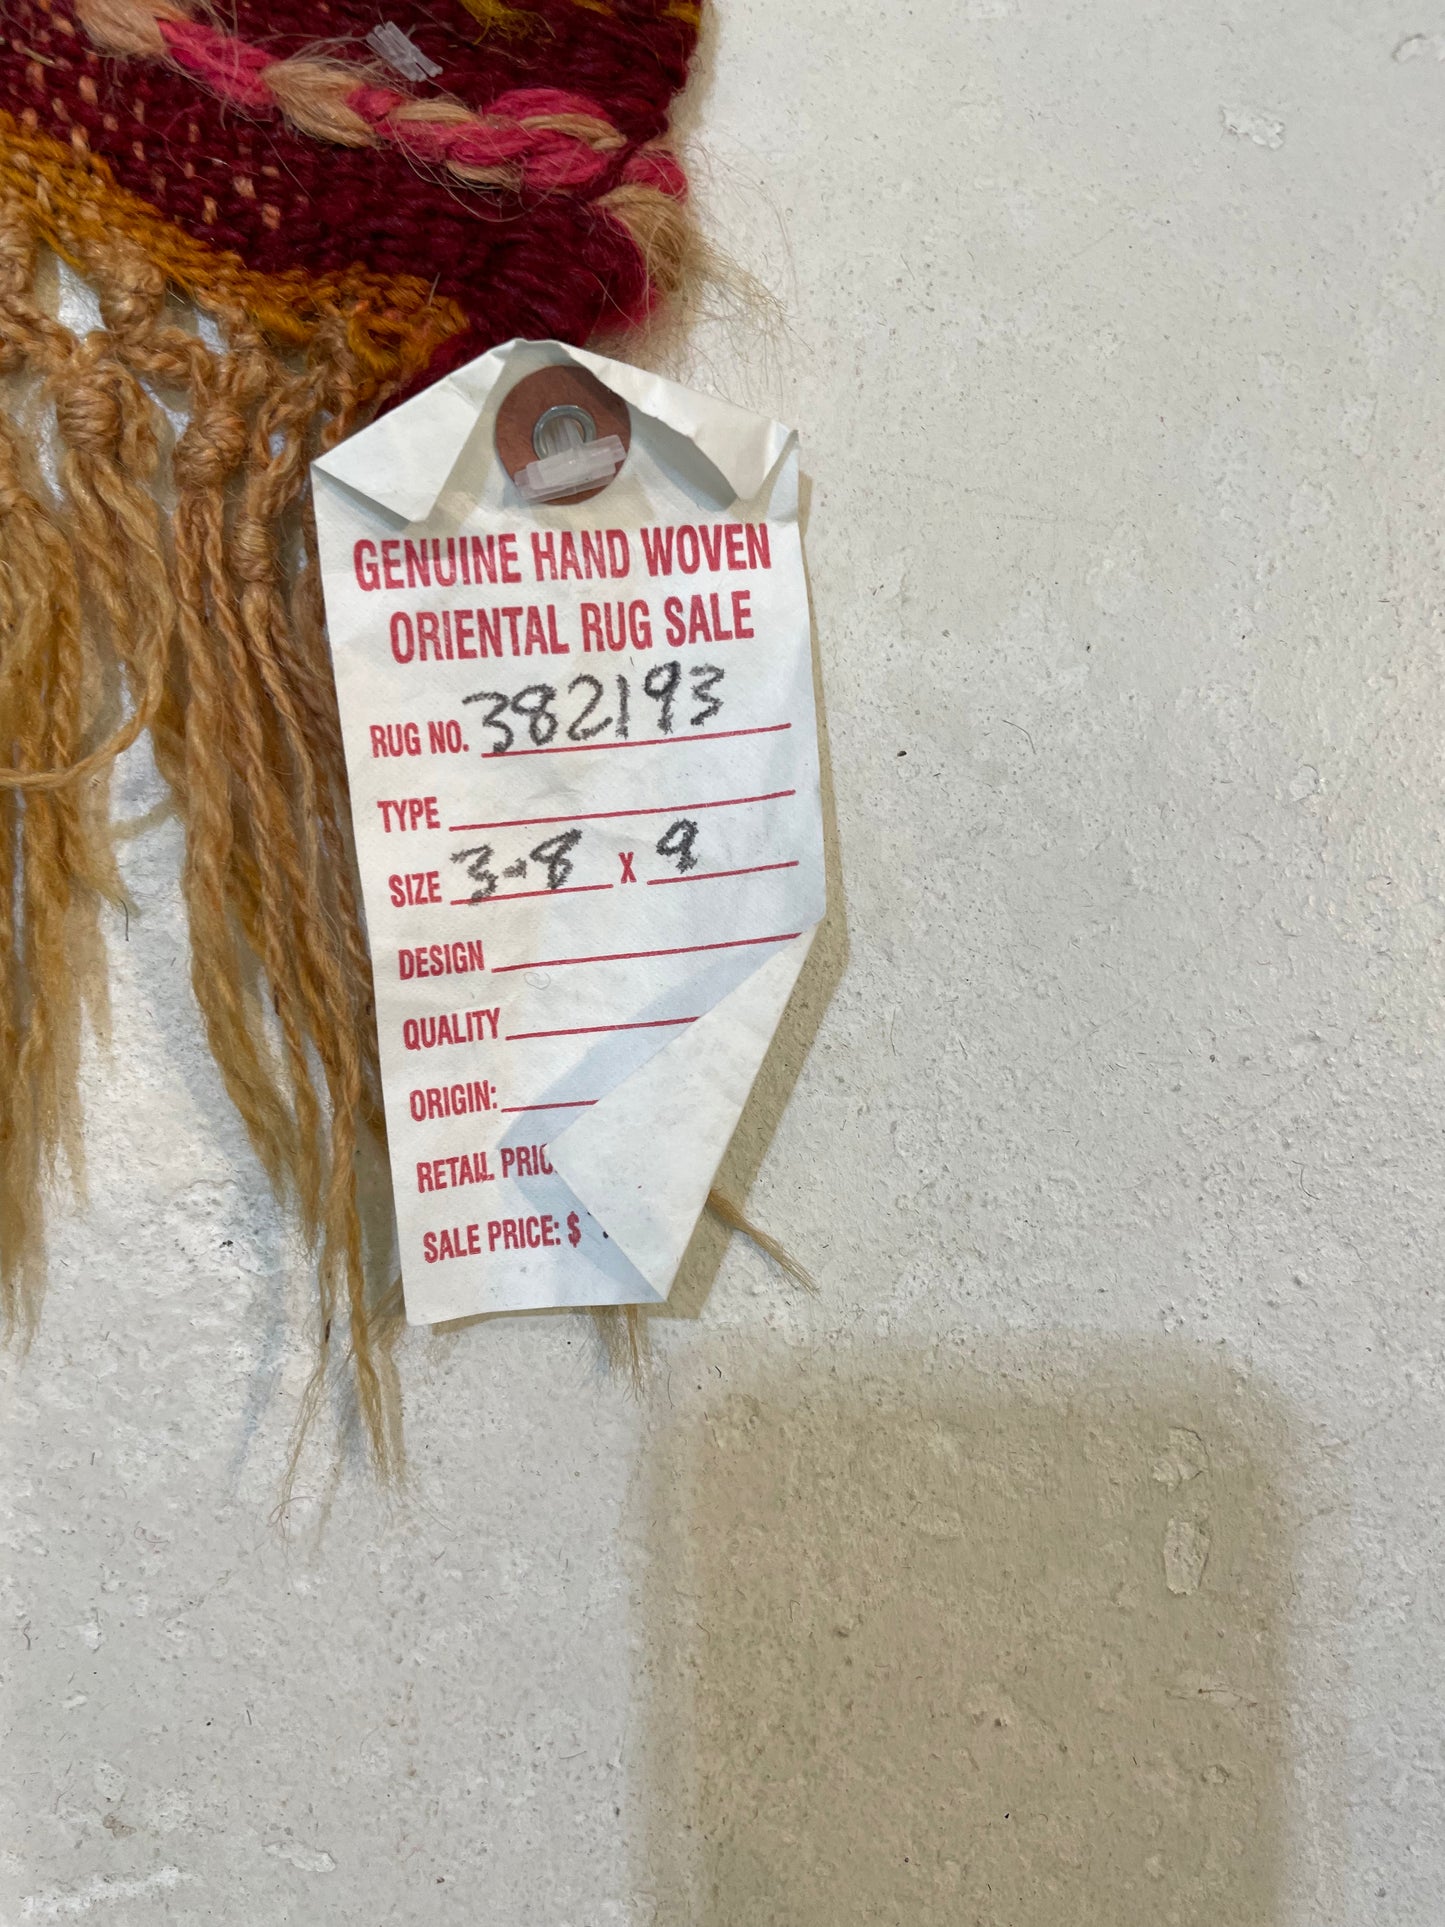 GENUINE HAND WOVEN
ORIENTAL RUG SALE
RUG NO. 382193
TYPE
SIZE 3-8 X 9
DESIGN
QUALITY
ORIGIN:
RETAIL
SALE PRICE: $